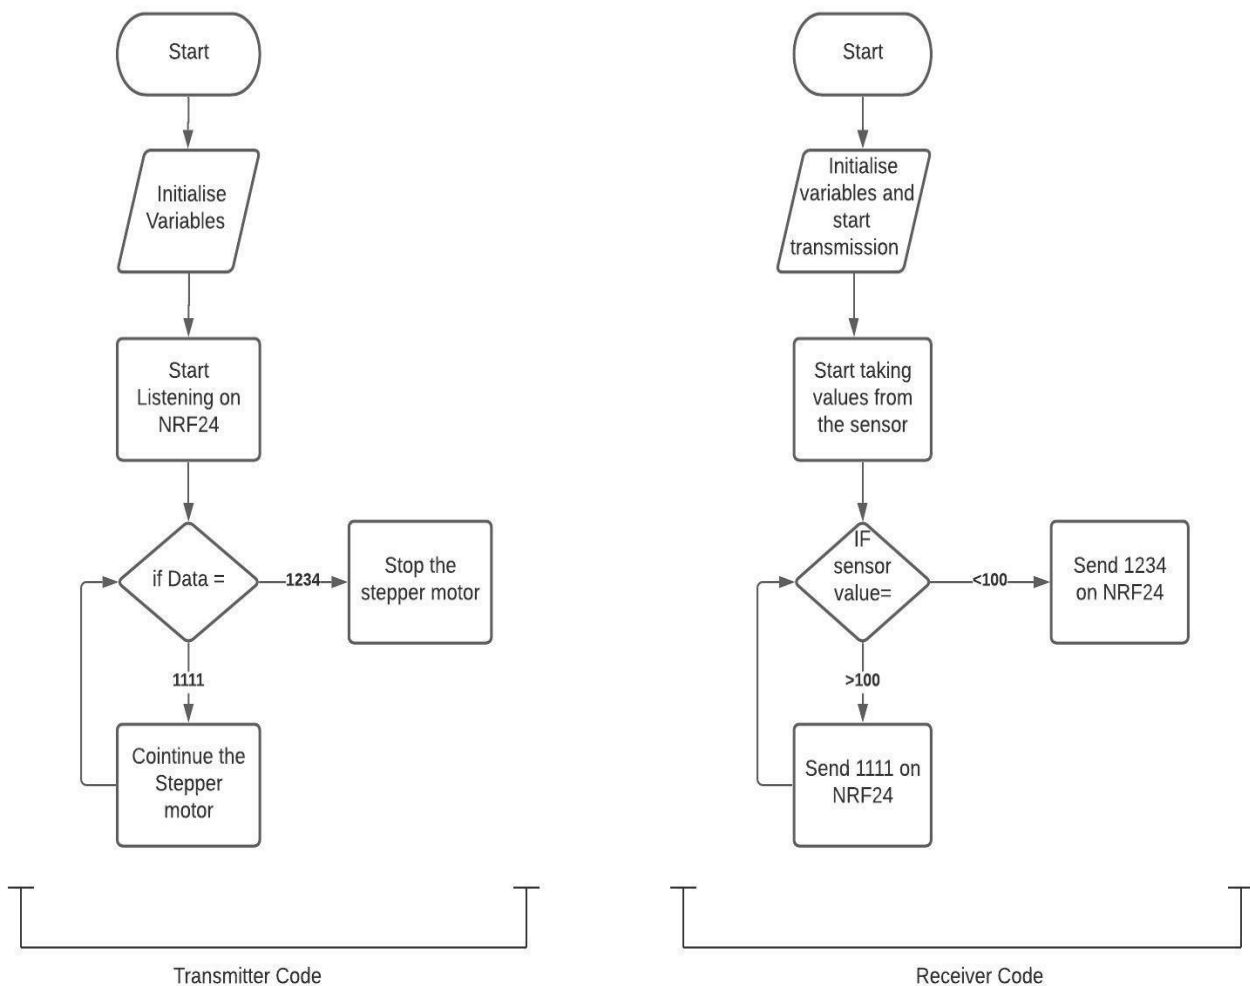 Start
Initialise
Variables
Start
Listening on
NRF24
if Data =
1234
Stop the
stepper motor
1111
Cointinue the
Stepper
motor
Transmitter Code
Start
Initialise
variables and
start
transmission
Start taking
values from
the sensor
IF
sensor
value=
<100
Send 1234
on NRF24
>100
Send 1111 on
NRF24
Receiver Code